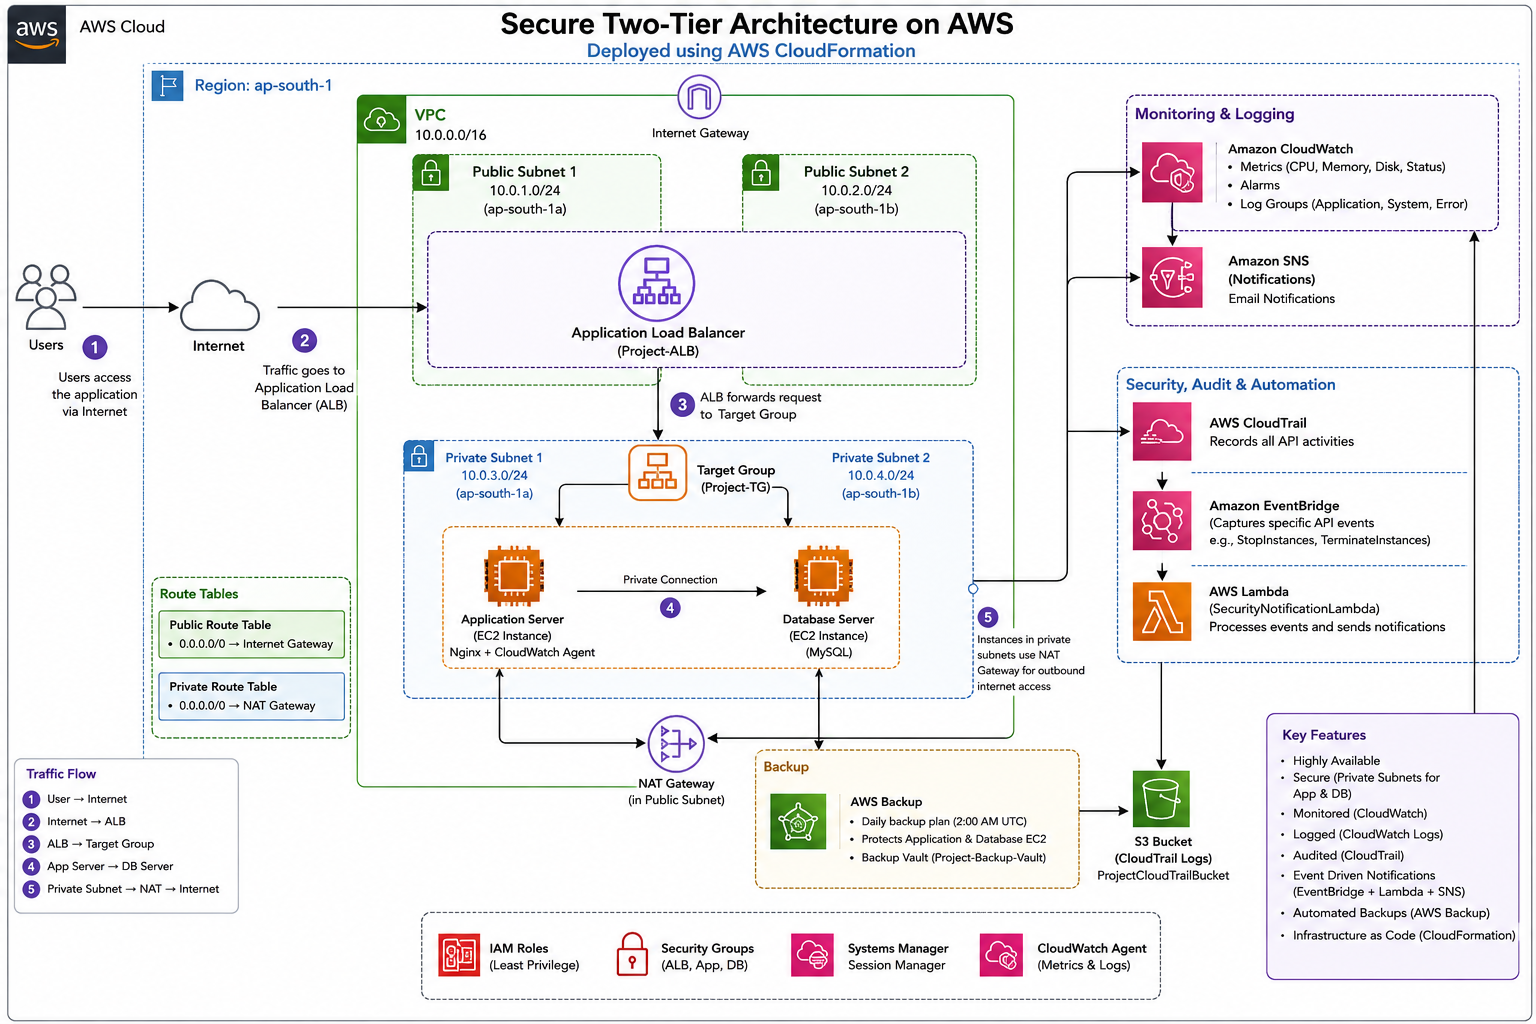 aws
AWS Cloud
Secure Two-Tier Architecture on AWS
Deployed using AWS CloudFormation
Region: ap-south-1
VPC
10.0.0.0/16
Internet Gateway
Public Subnet 1
10.0.1.0/24
(ap-south-1a)
Public Subnet 2
10.0.2.0/24
(ap-south-1b)
Application Load Balancer
(Project-ALB)
Users
1
Users access
the application
via Internet
Internet
2
Traffic goes to
Application Load
Balancer (ALB)
3
ALB forwards request
to Target Group
Private Subnet 1
10.0.3.0/24
(ap-south-1a)
Target Group
(Project-TG)
Private Subnet 2
10.0.4.0/24
(ap-south-1b)
Application Server
(EC2 Instance)
Nginx + CloudWatch Agent
Private Connection
4
Database Server
(EC2 Instance)
(MySQL)
5
Instances in private
subnets use NAT
Gateway for outbound
internet access
NAT Gateway
(in Public Subnet)
Route Tables
Public Route Table
• 0.0.0.0/0 → Internet Gateway
Private Route Table
• 0.0.0.0/0 → NAT Gateway
Traffic Flow
1 User → Internet
2 Internet → ALB
3 ALB → Target Group
4 App Server → DB Server
5 Private Subnet → NAT → Internet
Monitoring & Logging
Amazon CloudWatch
• Metrics (CPU, Memory, Disk, Status)
• Alarms
• Log Groups (Application, System, Error)
Amazon SNS
(Notifications)
Email Notifications
Security, Audit & Automation
AWS CloudTrail
Records all API activities
Amazon EventBridge
(Captures specific API events
e.g., StopInstances, TerminateInstances)
AWS Lambda
(SecurityNotificationLambda)
Processes events and sends notifications
Backup
AWS Backup
• Daily backup plan (2:00 AM UTC)
• Protects Application & Database EC2
• Backup Vault (Project-Backup-Vault)
S3 Bucket
(CloudTrail Logs)
ProjectCloudTrailBucket
Key Features
• Highly Available
• Secure (Private Subnets for
App & DB)
• Monitored (CloudWatch)
• Logged (CloudWatch Logs)
• Audited (CloudTrail)
• Event Driven Notifications
(EventBridge + Lambda + SNS)
• Automated Backups (AWS Backup)
• Infrastructure as Code (CloudFormation)
IAM Roles
(Least Privilege)
Security Groups
(ALB, App, DB)
Systems Manager
Session Manager
CloudWatch Agent
(Metrics & Logs)